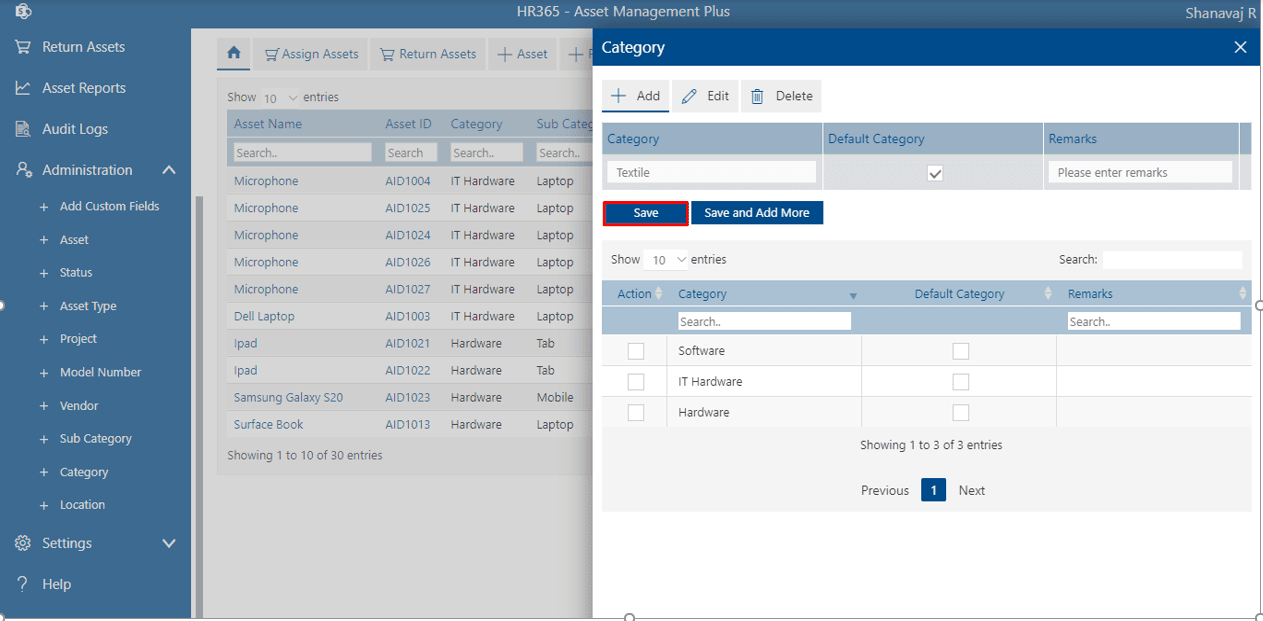 HR365 - Asset Management Plus
Shanavaj R
Return Assets
Asset Reports
Audit Logs
Administration
+ Add Custom Fields
+ Asset
+ Status
+ Asset Type
+ Project
+ Model Number
+ Vendor
+ Sub Category
+ Category
+ Location
Settings
? Help
Assign Assets Return Assets + Asset +
Show 10 entries
Asset Name Asset ID Category Sub Categ
Search.. Search Search.. Search..
Microphone AID1004 IT Hardware Laptop
Microphone AID1025 IT Hardware Laptop
Microphone AID1024 IT Hardware Laptop
Microphone AID1026 IT Hardware Laptop
Microphone AID1027 IT Hardware Laptop
Dell Laptop AID1003 IT Hardware Laptop
Ipad AID1021 Hardware Tab
Ipad AID1022 Hardware Tab
Samsung Galaxy S20 AID1023 Hardware Mobile
Surface Book AID1013 Hardware Laptop
Showing 1 to 10 of 30 entries
Category
+ Add Edit Delete
Category Default Category Remarks
Textile Please enter remarks
Save Save and Add More
Show 10 entries Search:
Action Category Default Category Remarks
Search.. Search..
Software
IT Hardware
Hardware
Showing 1 to 3 of 3 entries
Previous 1 Next